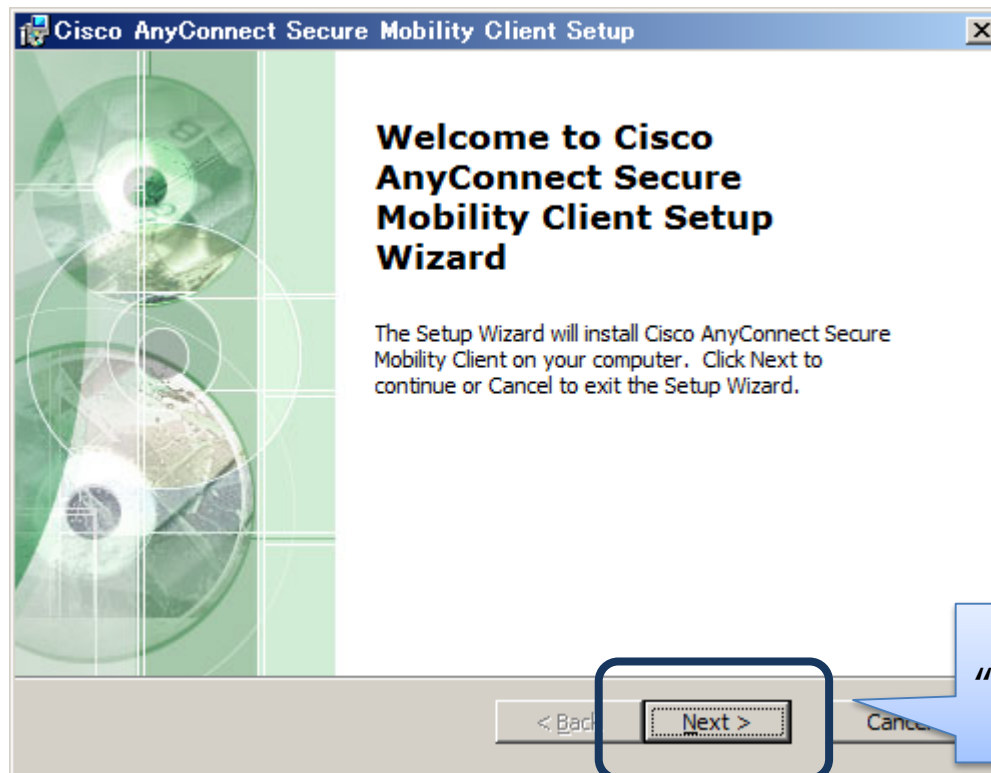 Cisco AnyConnect Secure Mobility Client Setup
Welcome to Cisco
AnyConnect Secure
Mobility Client Setup
Wizard
The Setup Wizard will install Cisco AnyConnect Secure
Mobility Client on your computer. Click Next to
continue or Cancel to exit the Setup Wizard.
"
< Back Next > Cancel